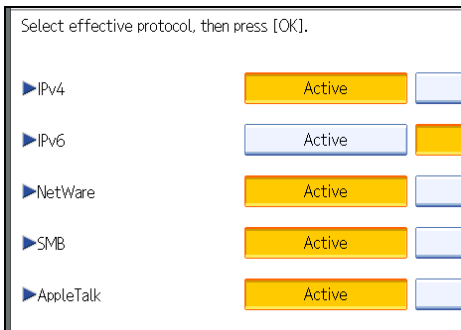 Select effective protocol, then press [OK].
IPv4 Active
IPv6 Active
NetWare Active
SMB Active
AppleTalk Active